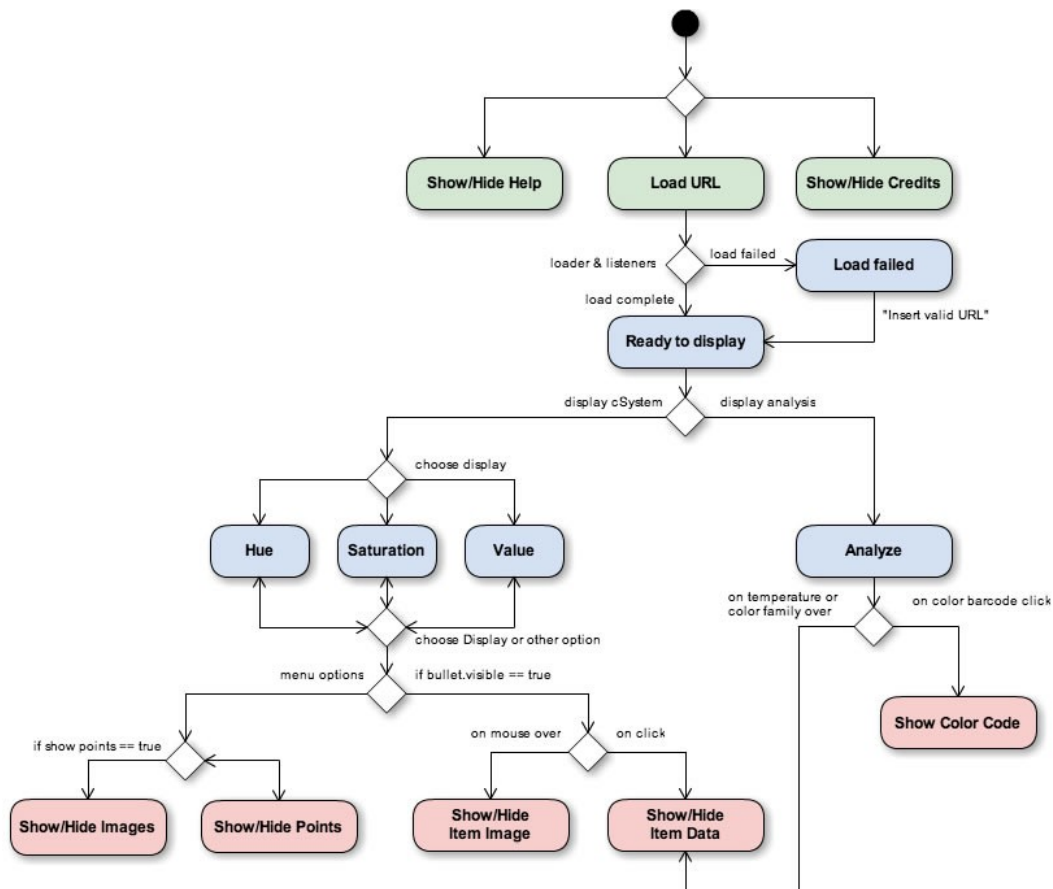 Show/Hide Help
Load URL
Show/Hide Credits
loader & listeners
load failed
Load failed
load complete
"Insert valid URL"
Ready to display
display cSystem
display analysis
choose display
Hue
Saturation
Value
Analyze
on temperature or
color family over
on color barcode click
choose Display or other option
menu options
if bullet.visible == true
Show Color Code
if show points == true
on mouse over
on click
Show/Hide Images
Show/Hide Points
Show/Hide
Item Image
Show/Hide
Item Data